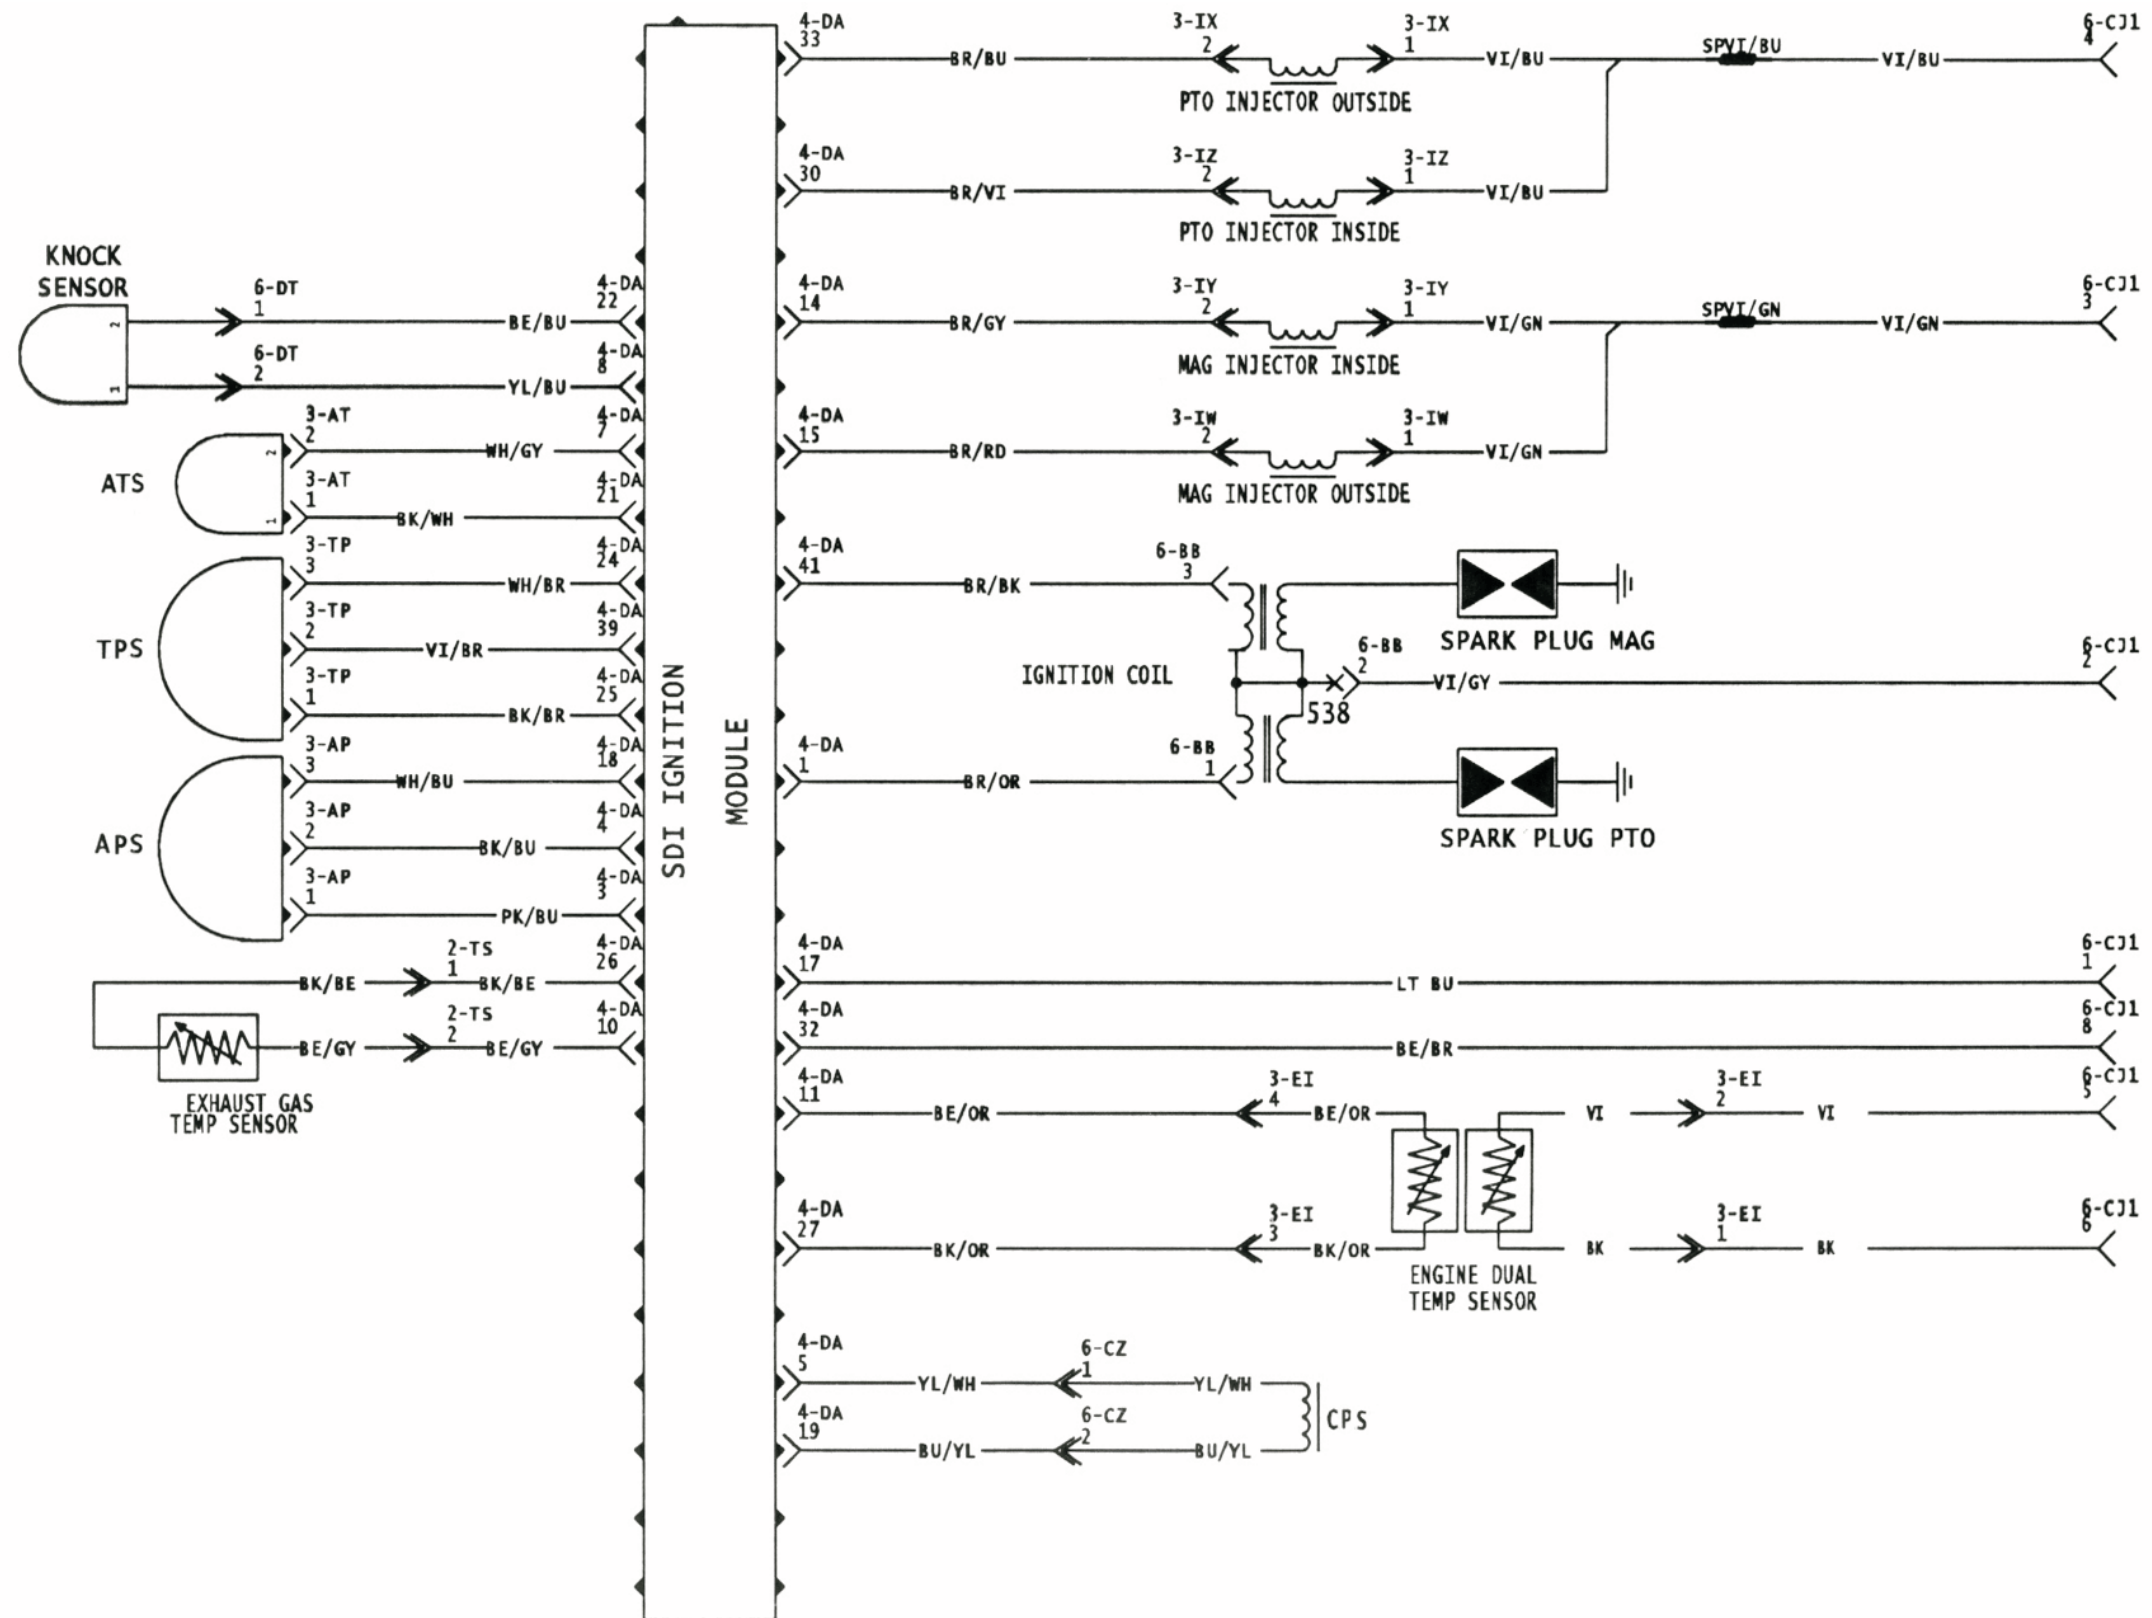 KNOCK
SENSOR
6-DT
1
BE/BU
4-DA
22
2
6-DT
2
YL/BU
4-DA
8
1
3-AT
2
WH/GY
4-DA
7
2
ATS
3-AT
1
BK/WH
4-DA
21
1
3-TP
3
WH/BR
4-DA
24
TPS
3-TP
2
VI/BR
4-DA
39
3-TP
1
BK/BR
4-DA
25
3-AP
3
WH/BU
4-DA
18
APS
3-AP
2
BK/BU
4-DA
4
3-AP
1
PK/BU
4-DA
3
BK/BE
2-TS
1
BK/BE
4-DA
26
BE/GY
2-TS
2
BE/GY
4-DA
10
EXHAUST GAS
TEMP SENSOR
SDI IGNITION
MODULE
4-DA
33
BR/BU
3-IX
2
3-IX
1
VI/BU
SPVI/BU
VI/BU
6-CJ1
4
PTO INJECTOR OUTSIDE
4-DA
30
BR/VI
3-IZ
2
3-IZ
1
VI/BU
PTO INJECTOR INSIDE
4-DA
14
BR/GY
3-IY
2
3-IY
1
VI/GN
SPVI/GN
VI/GN
6-CJ1
3
MAG INJECTOR INSIDE
4-DA
15
BR/RD
3-IW
2
3-IW
1
VI/GN
MAG INJECTOR OUTSIDE
4-DA
41
BR/BK
6-BB
3
SPARK PLUG MAG
IGNITION COIL
6-BB
2
538
VI/GY
6-CJ1
2
4-DA
1
BR/OR
6-BB
1
SPARK PLUG PTO
4-DA
17
LT BU
6-CJ1
1
4-DA
32
BE/BR
6-CJ1
8
4-DA
11
BE/OR
3-EI
4
BE/OR
VI
3-EI
2
VI
6-CJ1
5
4-DA
27
BK/OR
3-EI
3
BK/OR
BK
3-EI
1
BK
6-CJ1
6
ENGINE DUAL
TEMP SENSOR
4-DA
5
YL/WH
6-CZ
1
YL/WH
4-DA
19
BU/YL
6-CZ
2
BU/YL
CPS